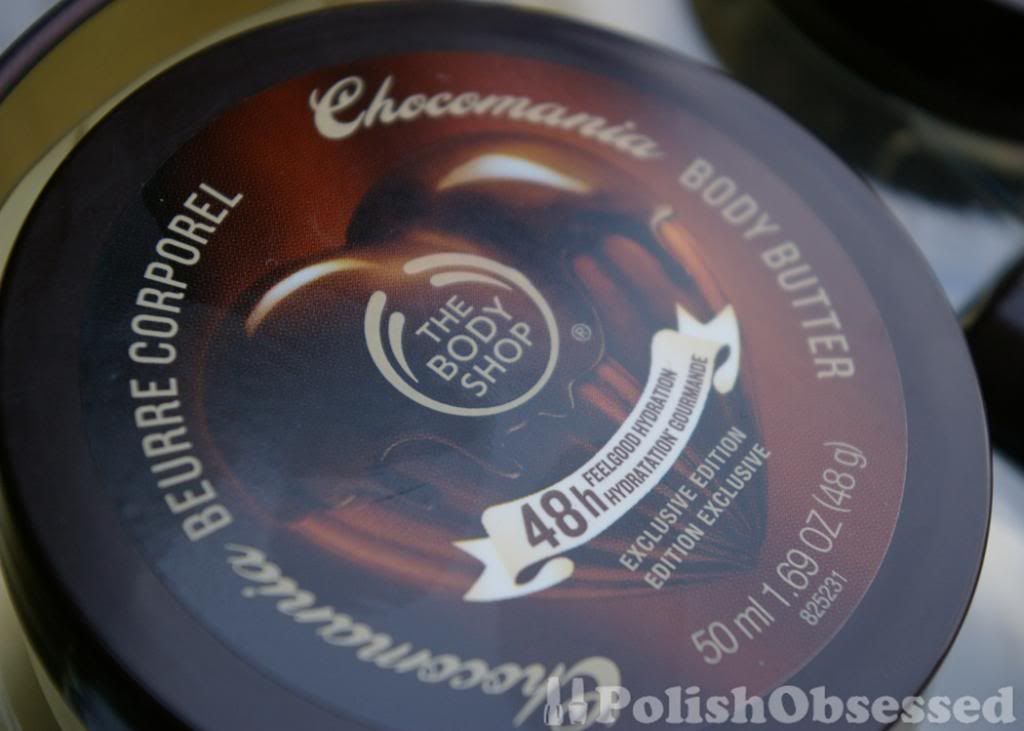 Chocomania BODY BUTTER
Chocomania BEURRE CORPOREL
THE
BODY
SHOP
®
48h FEELGOOD HYDRATION
HYDRATATION GOURMANDE
EXCLUSIVE EDITION
EDITION EXCLUSIVE
50 ml 1.69 OZ (48 g)
825231
PolishObsessed